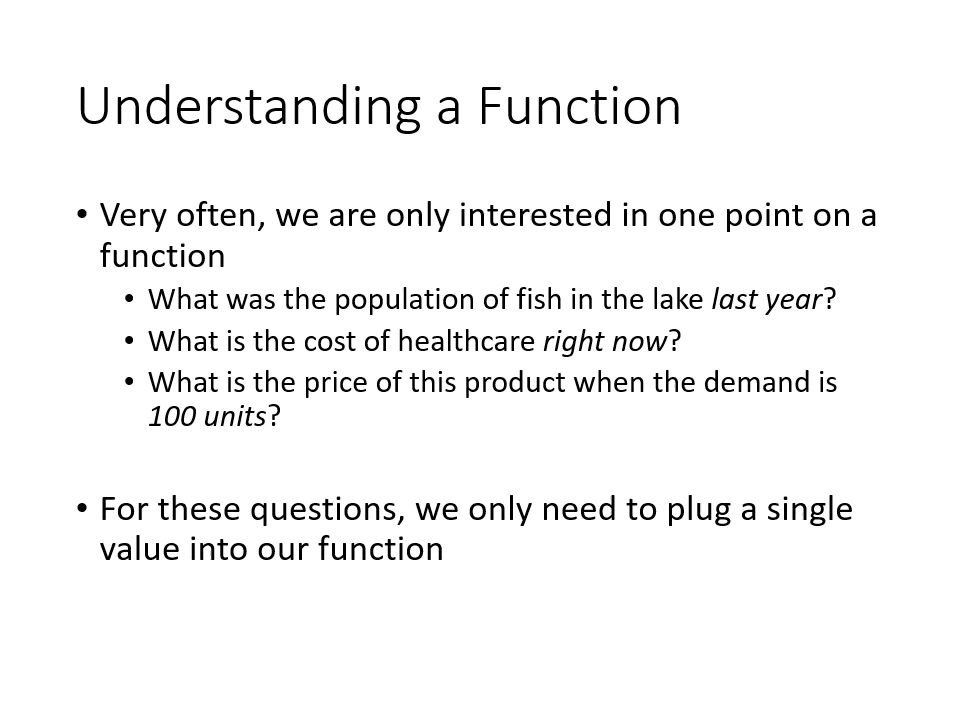 Understanding a Function
• Very often, we are only interested in one point on a
function
• What was the population of fish in the lake last year?
• What is the cost of healthcare right now?
• What is the price of this product when the demand is
100 units?
• For these questions, we only need to plug a single
value into our function